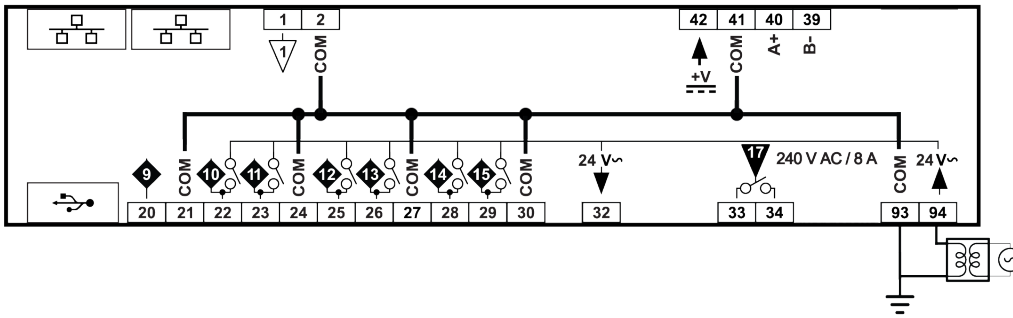 1 2 42 41 40 39
1 COM +V COM A+ B-
9 COM 10 11 COM 12 13 COM 14 15 COM 24 V~ 17 240 V AC / 8 A COM 24 V~
20 21 22 23 24 25 26 27 28 29 30 32 33 34 93 94